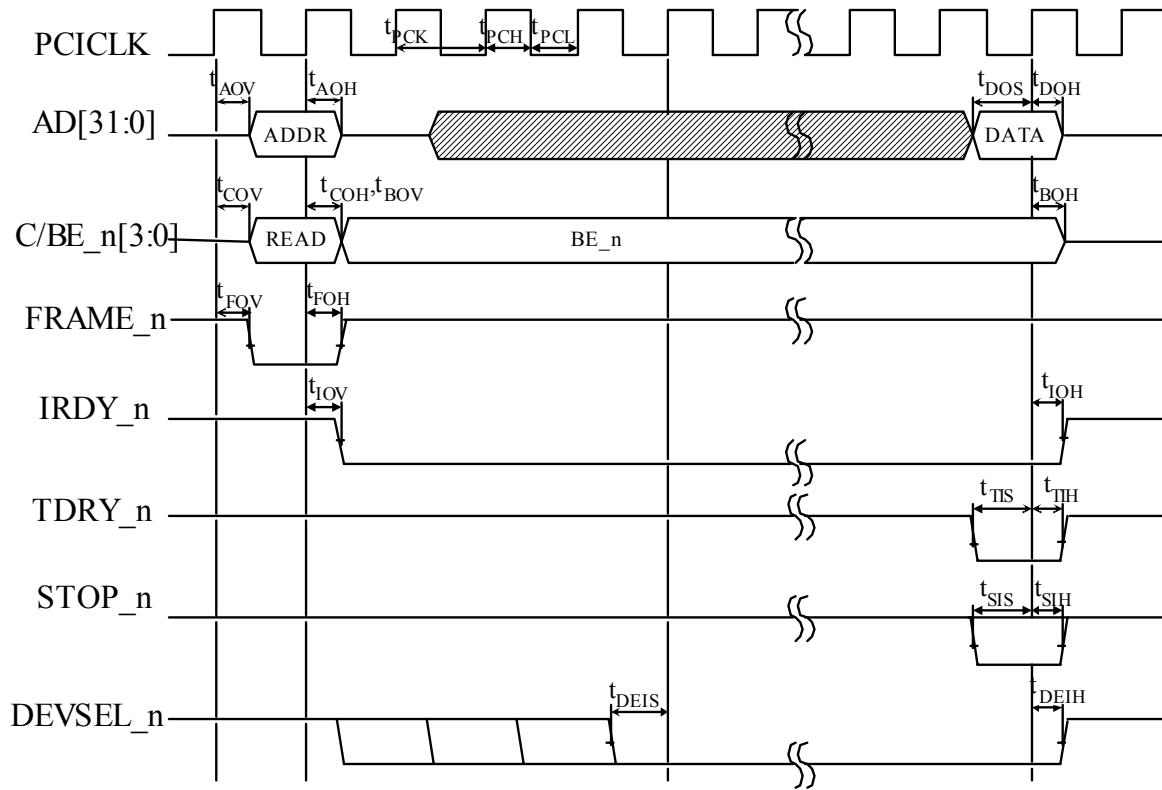 PCICLK
tPCK
tPCH
tPCL
tAOV
tAOH
tDOS
tDOH
AD[31:0]
ADDR
DATA
tCOV
tCOH,tBOV
tBOH
C/BE_n[3:0]
READ
BE_n
tFOV
tFOH
FRAME_n
tIOV
tIOH
IRDY_n
tTIS
tTIH
TDRY_n
STOP_n
tSIS
tSIH
tDEIS
tDEIH
DEVSEL_n